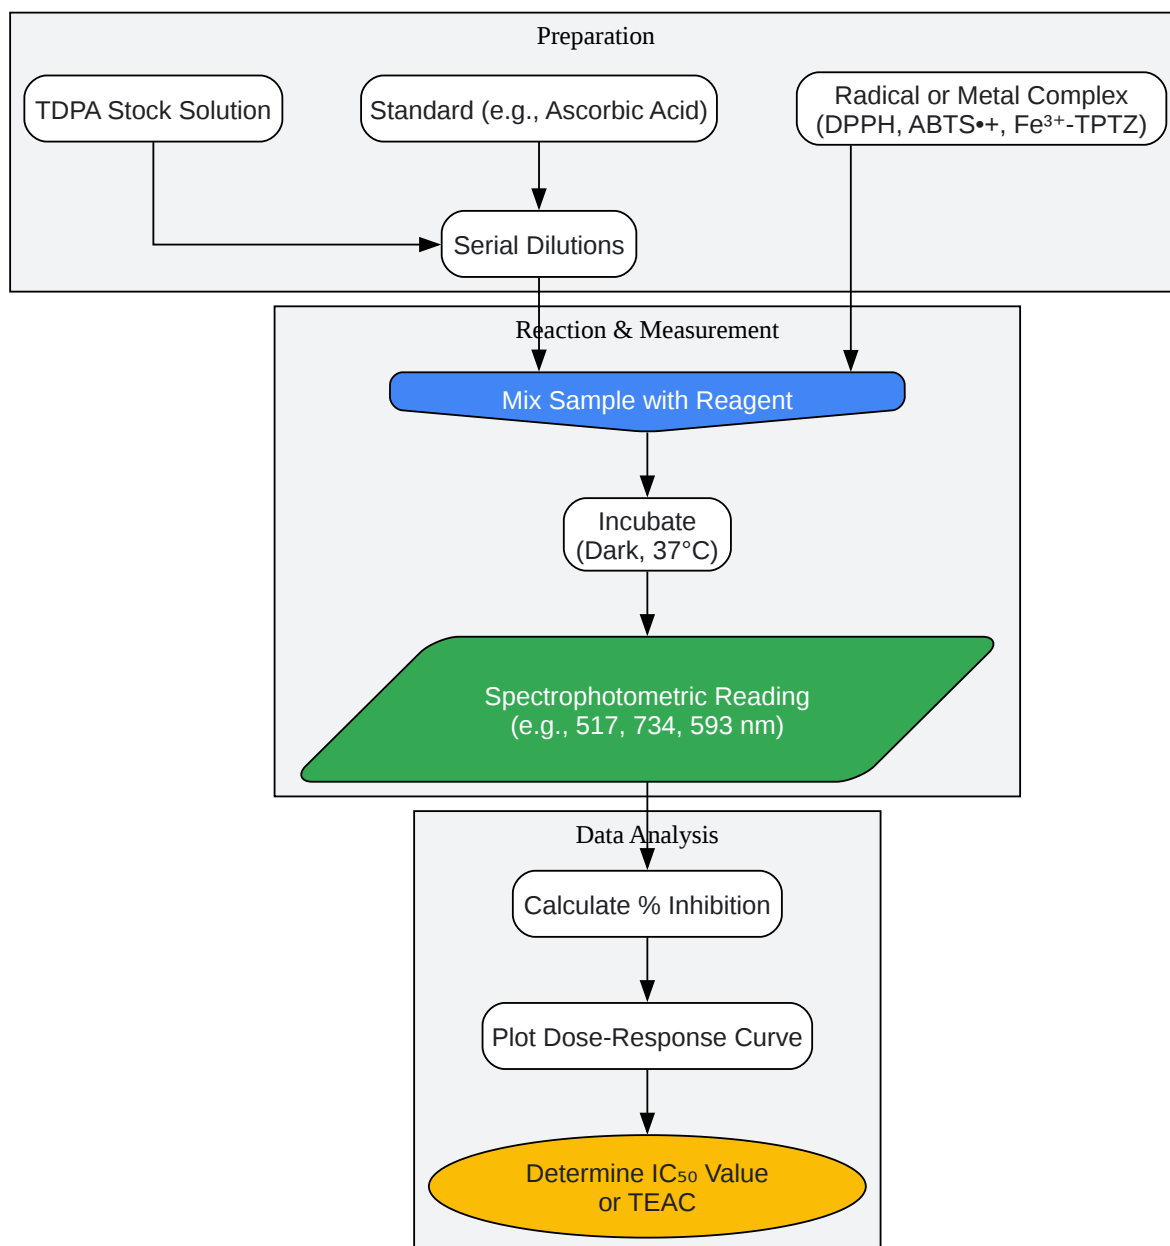 Preparation
TDPA Stock Solution
Standard (e.g., Ascorbic Acid)
Radical or Metal Complex
(DPPH, ABTS•+, Fe³⁺-TPTZ)
Serial Dilutions
Reaction & Measurement
Mix Sample with Reagent
Incubate
(Dark, 37°C)
Spectrophotometric Reading
(e.g., 517, 734, 593 nm)
Data Analysis
Calculate % Inhibition
Plot Dose-Response Curve
Determine IC₅₀ Value
or TEAC